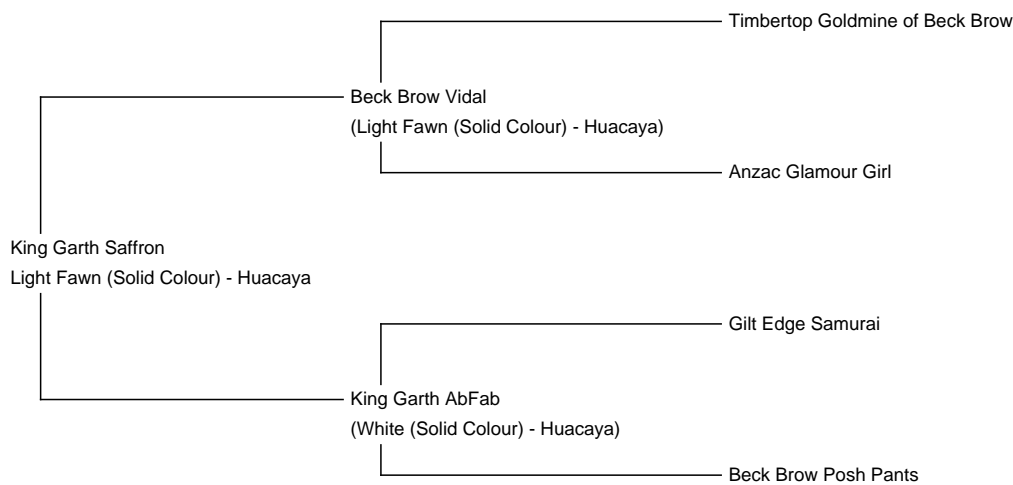 Timbertop Goldmine of Beck Brow
Beck Brow Vidal
(Light Fawn (Solid Colour) - Huacaya)
Anzac Glamour Girl
King Garth Saffron
Light Fawn (Solid Colour) - Huacaya
Gilt Edge Samurai
King Garth AbFab
(White (Solid Colour) - Huacaya)
Beck Brow Posh Pants